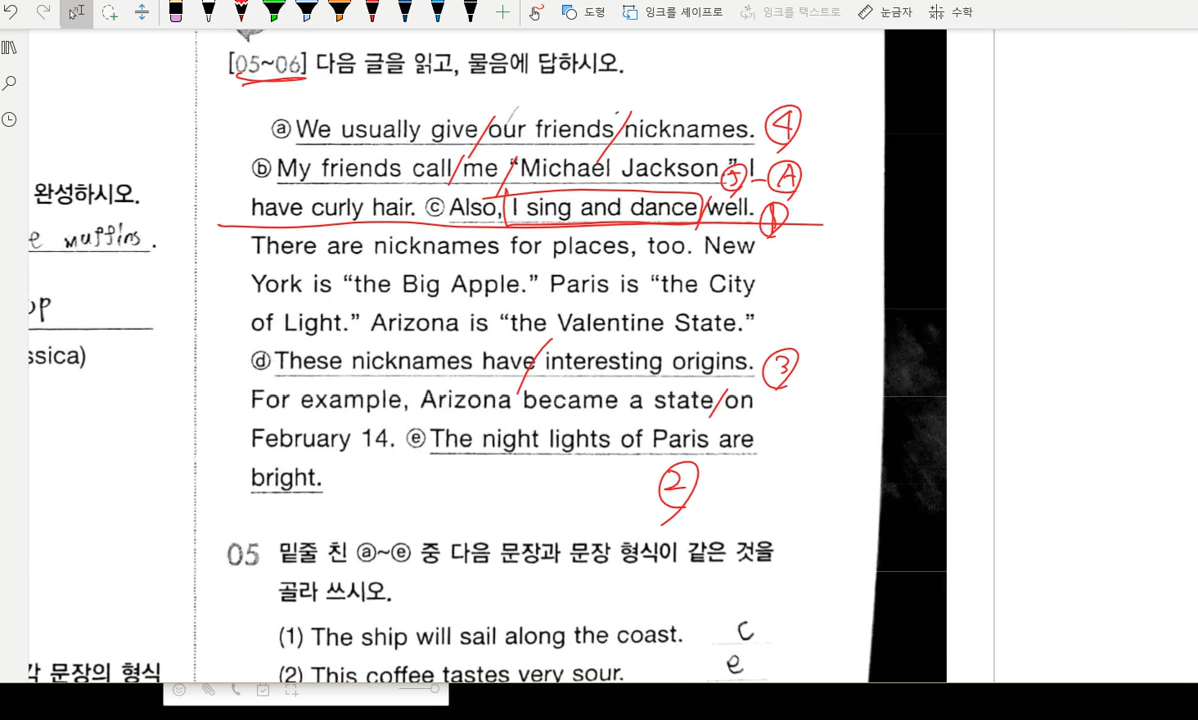 도형
잉크를 셰이프로
잉크를 텍스트로
눈금자
수학
[05~06] 다음 글을 읽고, 물음에 답하시오.
ⓐ We usually give our friends nicknames. ④
ⓑ My friends call me “Michael Jackson.” I
⑤-Ⓐ
완성하시오.
have curly hair. ⓒ Also, I sing and dance well. ①
e muffins.
There are nicknames for places, too. New
York is “the Big Apple.” Paris is “the City
op
of Light.” Arizona is “the Valentine State.”
ssica)
ⓓ These nicknames have interesting origins. ③
For example, Arizona became a state on
February 14. ⓔ The night lights of Paris are
bright.
②
05 밑줄 친 ⓐ~ⓔ 중 다음 문장과 문장 형식이 같은 것을
골라 쓰시오.
(1) The ship will sail along the coast. c
각 문장의 형식
(2) This coffee tastes very sour. e